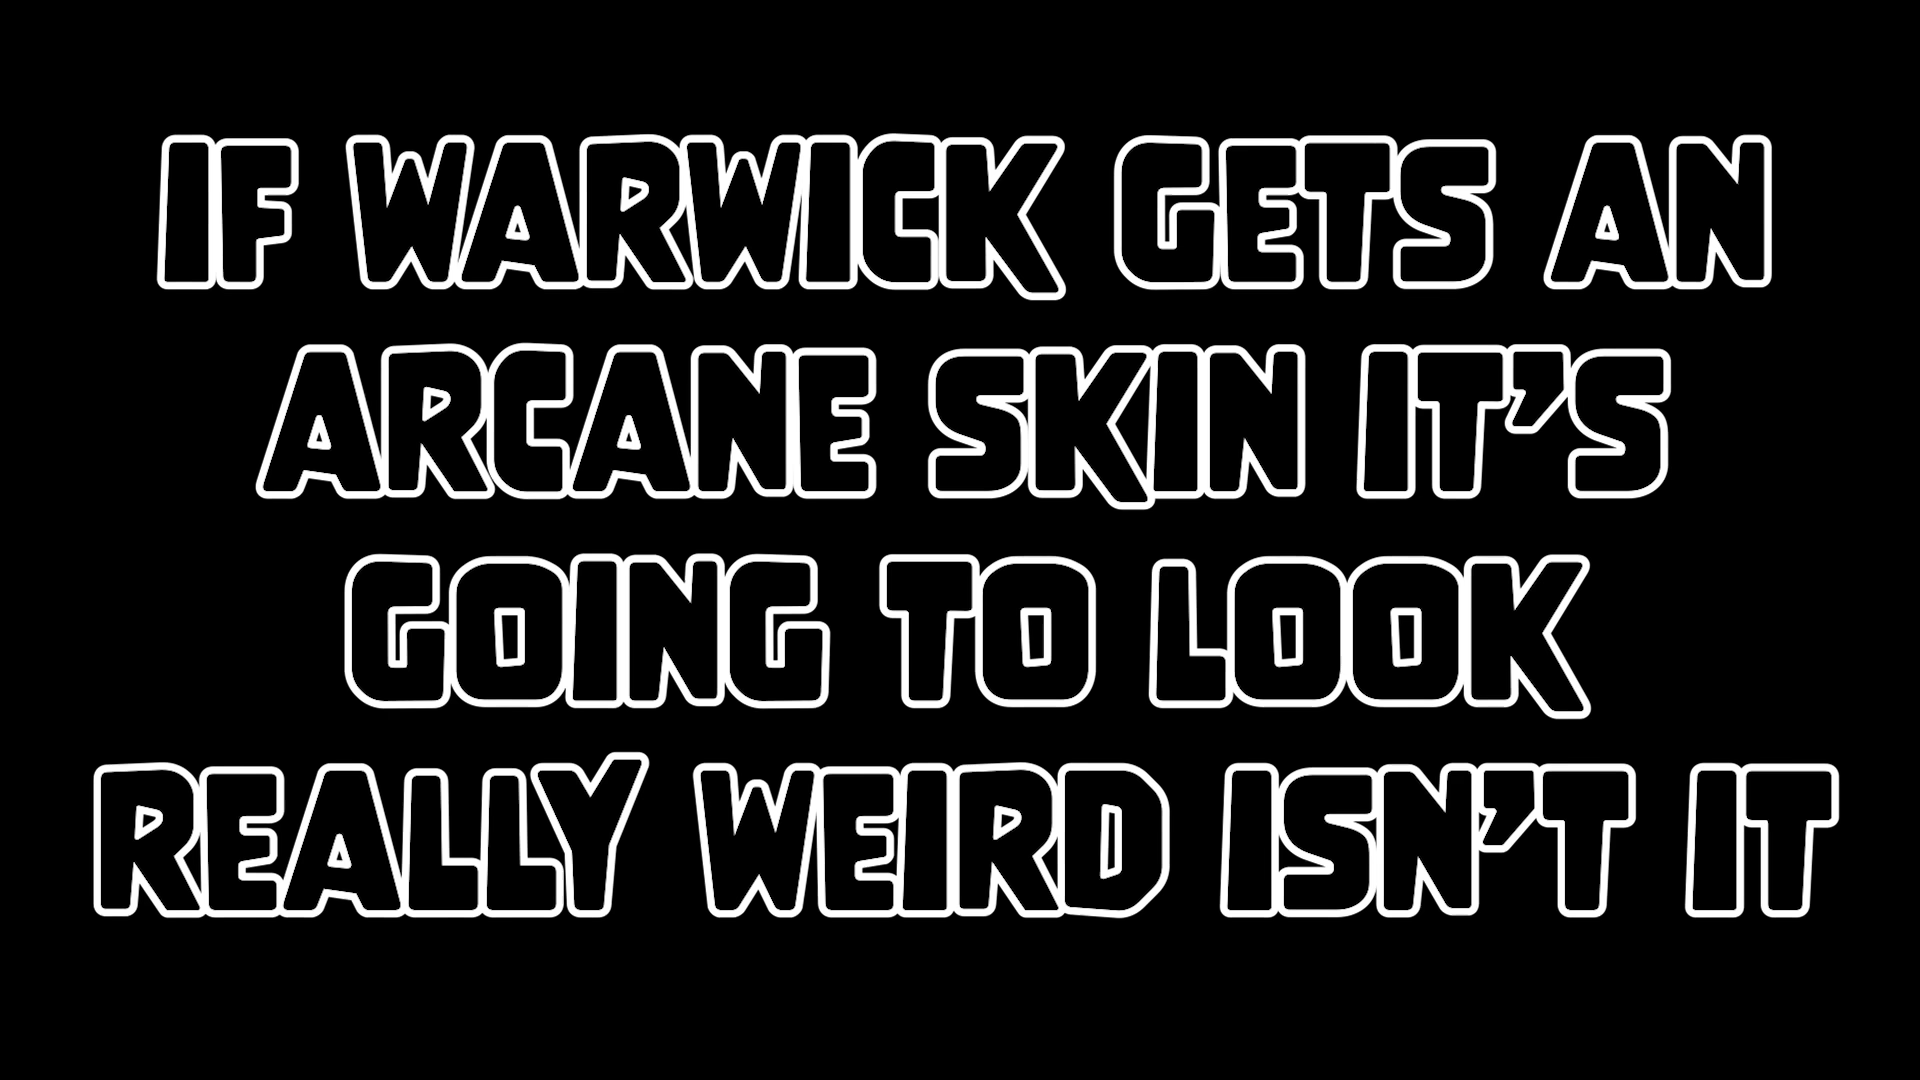 IF WARWICK GETS AN
ARCANE SKIN IT'S
GOING TO LOOK
REALLY WEIRD ISN'T IT